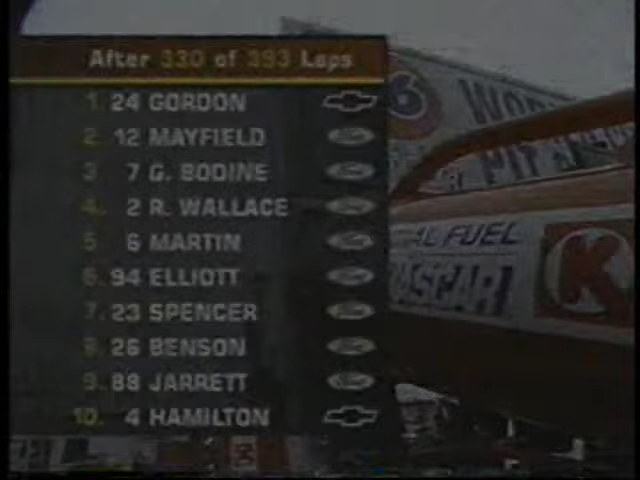 After 330 of 393 Laps
1. 24 GORDON
2. 12 MAYFIELD
3 7 G. BODINE
4. 2 R. WALLACE
5 6 MARTIN
6. 94 ELLIOTT
7. 23 SPENCER
8. 26 BENSON
9. 88 JARRETT
10. 4 HAMILTON
76
PIT
AL FUEL
NASCAR
K